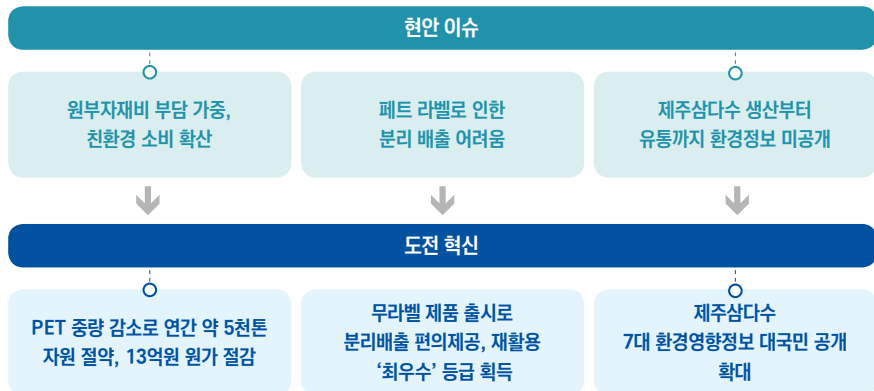 현안 이슈
원부자재비 부담 가중,
친환경 소비 확산
페트 라벨로 인한
분리 배출 어려움
제주삼다수 생산부터
유통까지 환경정보 미공개
도전 혁신
PET 중량 감소로 연간 약 5천톤
자원 절약, 13억원 원가 절감
무라벨 제품 출시로
분리배출 편의제공, 재활용
‘최우수’ 등급 획득
제주삼다수
7대 환경영향정보 대국민 공개
확대